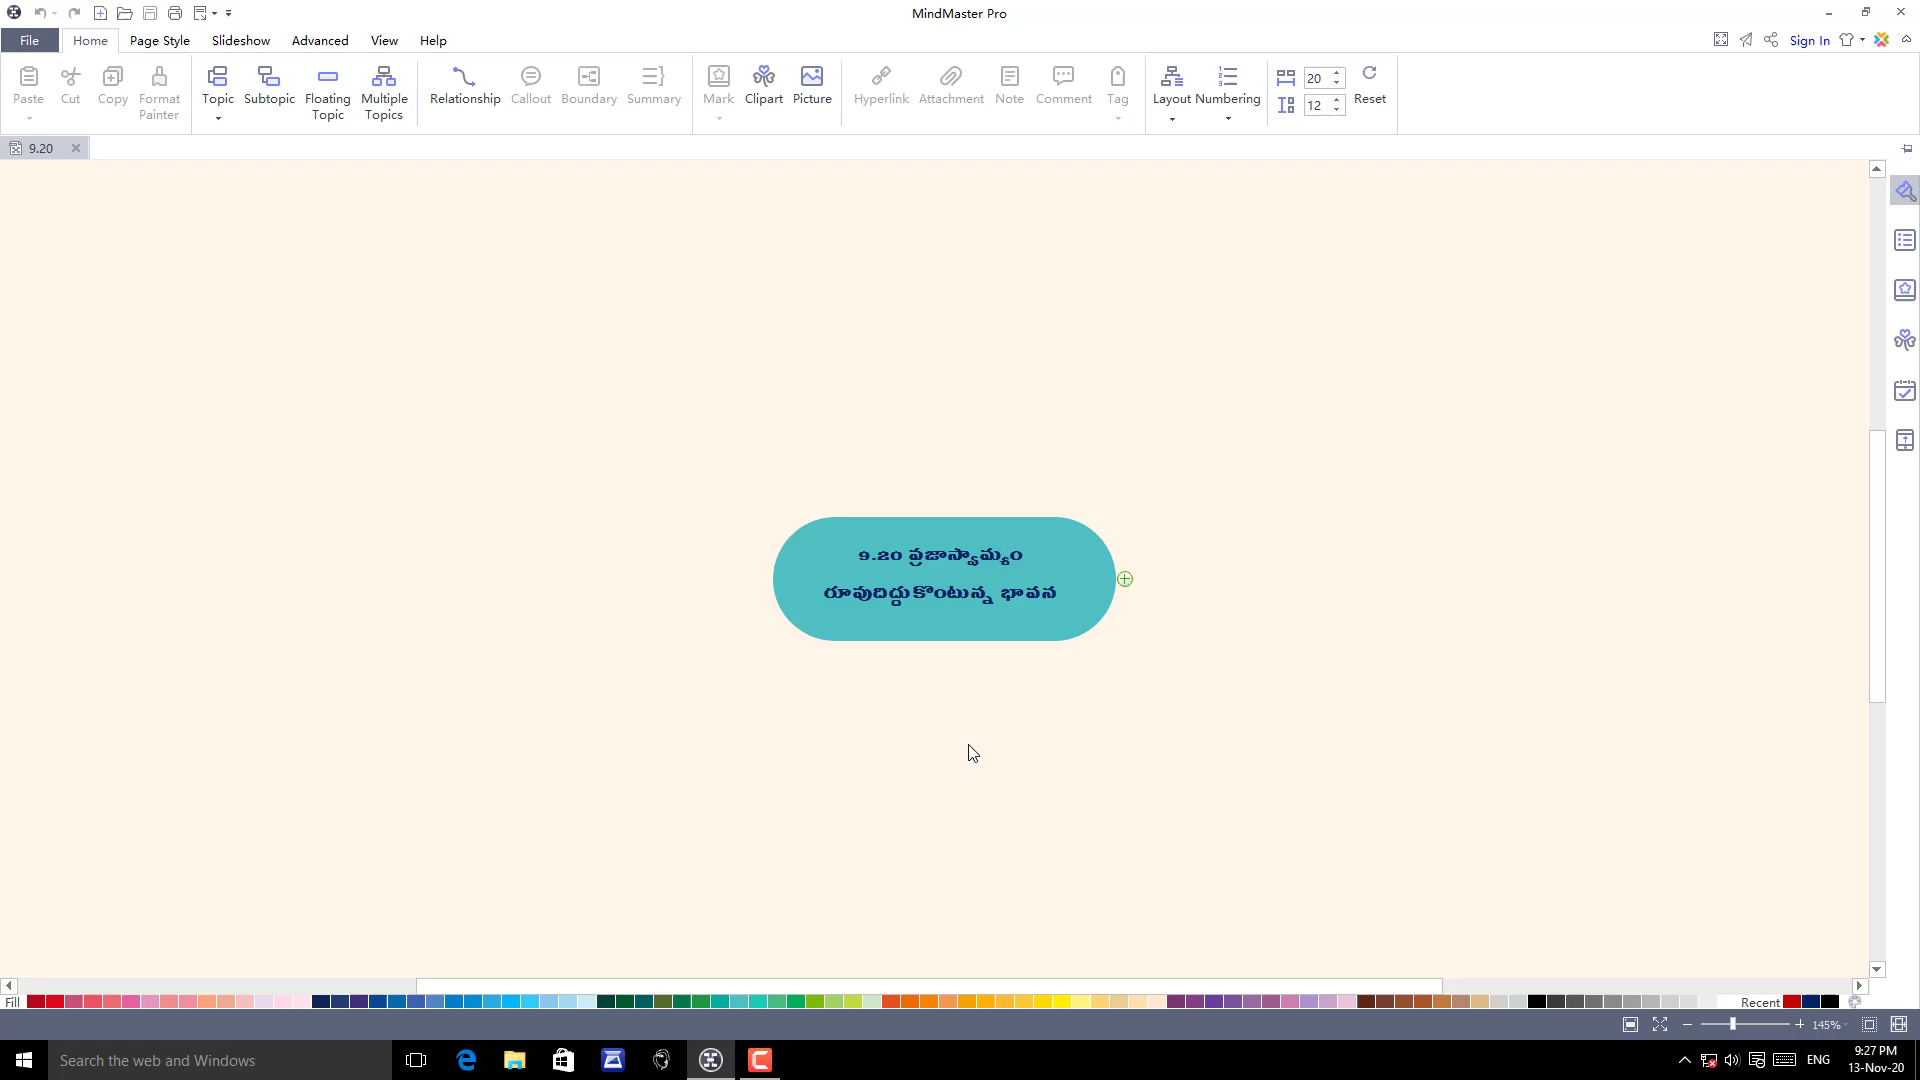 MindMaster Pro
File Home Page Style Slideshow Advanced View Help Sign In
Paste Cut Copy Format Painter Topic Subtopic Floating Topic Multiple Topics Relationship Callout Boundary Summary Mark Clipart Picture Hyperlink Attachment Note Comment Tag Layout Numbering 20 12 Reset
9.20
9.20 ప్రజాస్వామ్యం
రూపుదిద్దుకొంటున్న భావన
Fill Recent
145%
Search the web and Windows
ENG
9:27 PM
13-Nov-20